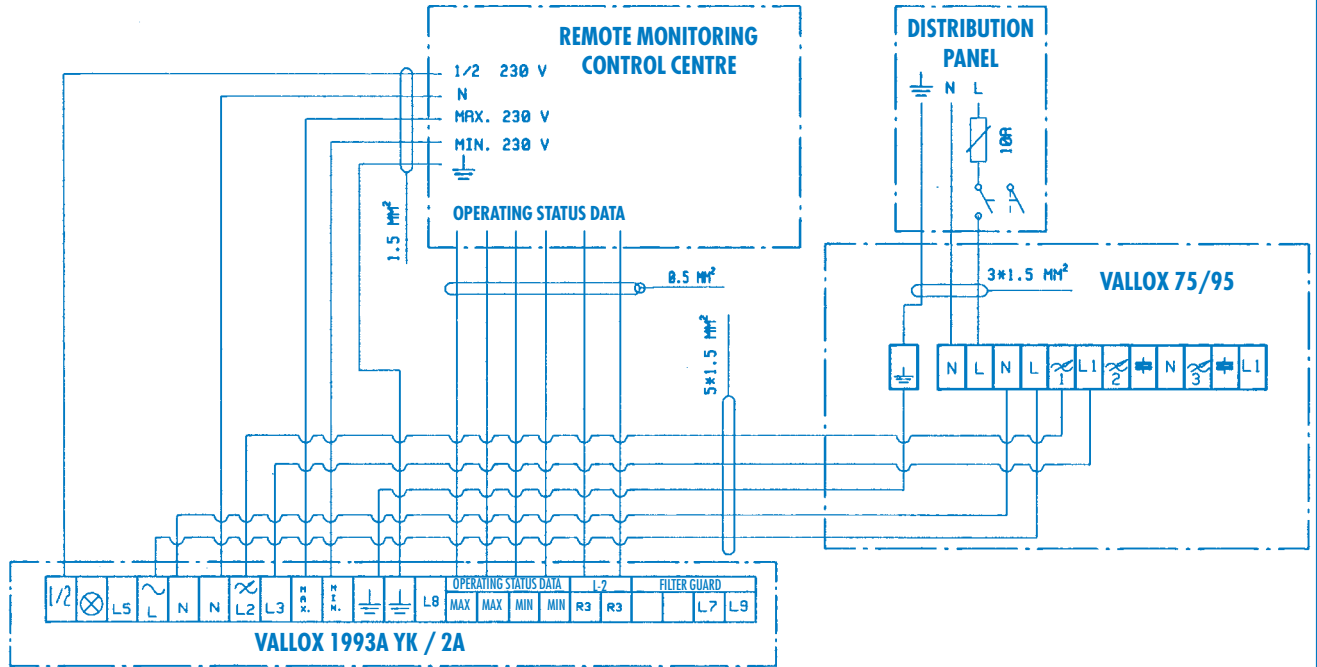 REMOTE MONITORING
CONTROL CENTRE
1/2 230 V
N
MAX. 230 V
MIN. 230 V
1.5 MM²
OPERATING STATUS DATA
0.5 MM²
5*1.5 MM²
DISTRIBUTION
PANEL
N L
10A
3*1.5 MM²
VALLOX 75/95
N L N L 1 L1 2 N 3 L1
1/2 L5 ~ L N N L2 L3 MAX. MIN. L8
OPERATING STATUS DATA L-2 FILTER GUARD
MAX MAX MIN MIN R3 R3 L7 L9
VALLOX 1993A YK / 2A